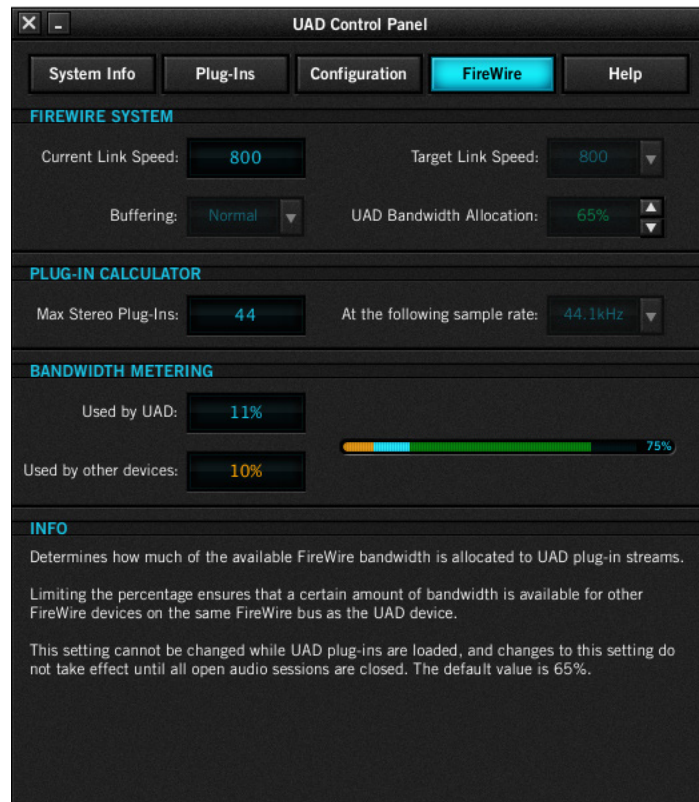 UAD Control Panel
System Info Plug-Ins Configuration FireWire Help
FIREWIRE SYSTEM
Current Link Speed: 800 Target Link Speed: 800
Buffering: Normal UAD Bandwidth Allocation: 65%
PLUG-IN CALCULATOR
Max Stereo Plug-Ins: 44 At the following sample rate: 44.1kHz
BANDWIDTH METERING
Used by UAD: 11%
75%
Used by other devices: 10%
INFO
Determines how much of the available FireWire bandwidth is allocated to UAD plug-in streams.
Limiting the percentage ensures that a certain amount of bandwidth is available for other
FireWire devices on the same FireWire bus as the UAD device.
This setting cannot be changed while UAD plug-ins are loaded, and changes to this setting do
not take effect until all open audio sessions are closed. The default value is 65%.